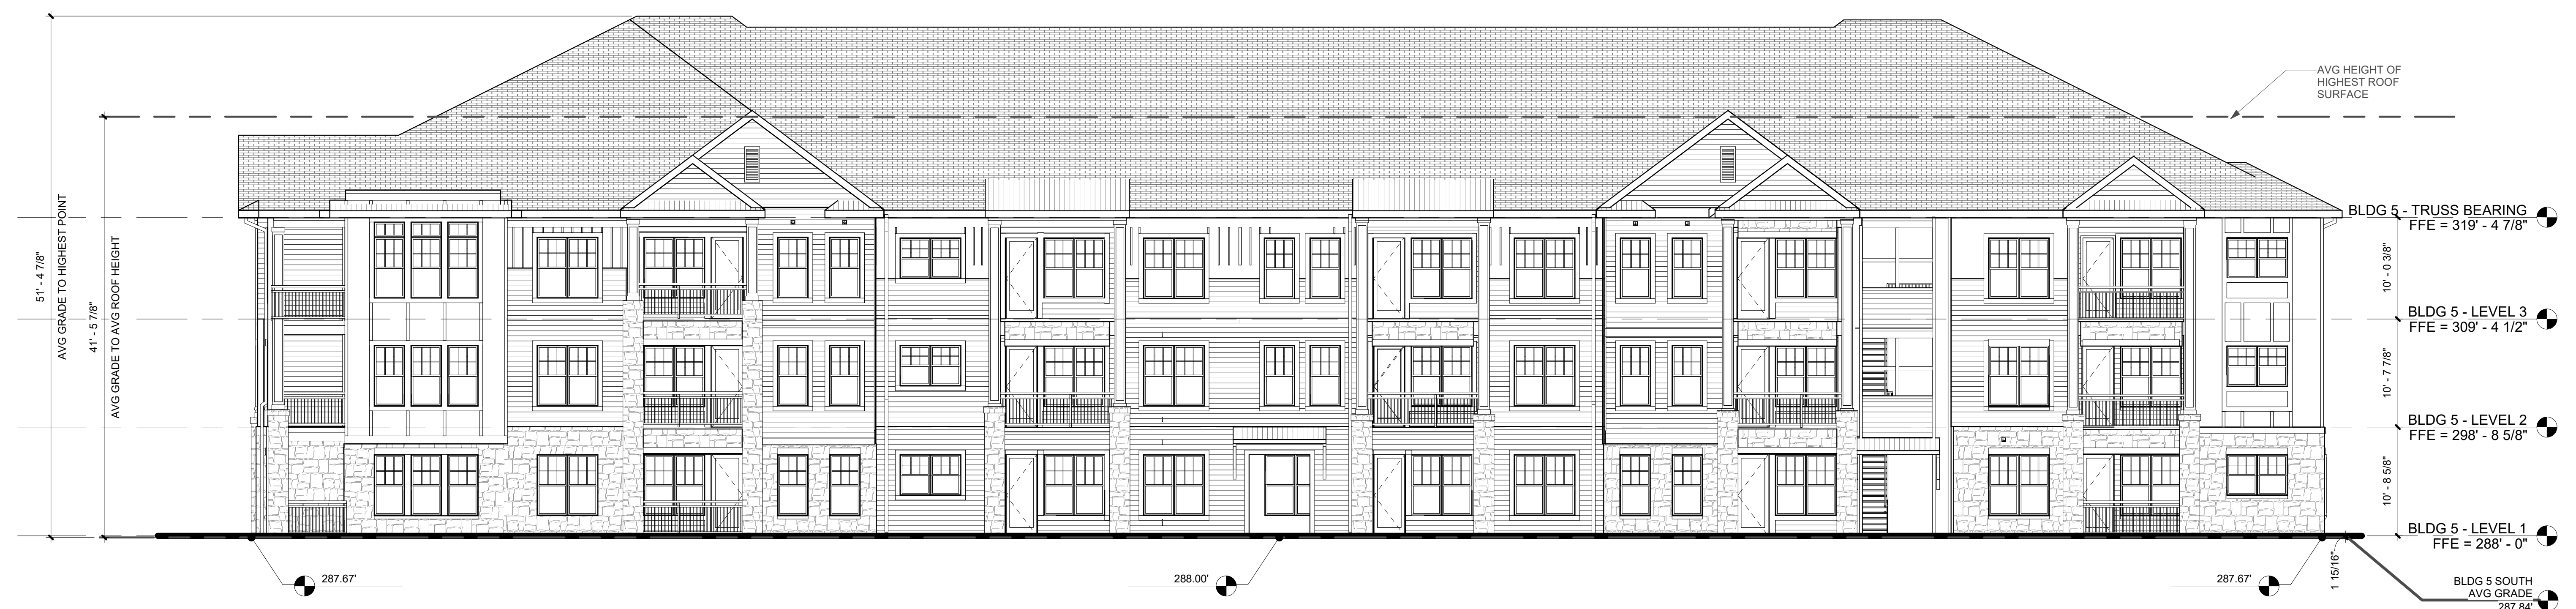 AVG HEIGHT OF
HIGHEST ROOF
SURFACE
51' - 4 7/8"
AVG GRADE TO HIGHEST POINT
41' - 5 7/8"
AVG GRADE TO AVG ROOF HEIGHT
BLDG 5 - TRUSS BEARING
FFE = 319' - 4 7/8"
10' - 0 3/8"
BLDG 5 - LEVEL 3
FFE = 309' - 4 1/2"
10' - 7 7/8"
BLDG 5 - LEVEL 2
FFE = 298' - 8 5/8"
10' - 8 5/8"
BLDG 5 - LEVEL 1
FFE = 288' - 0"
287.67'
288.00'
287.67'
1 15/16"
BLDG 5 SOUTH
AVG GRADE
287.84'